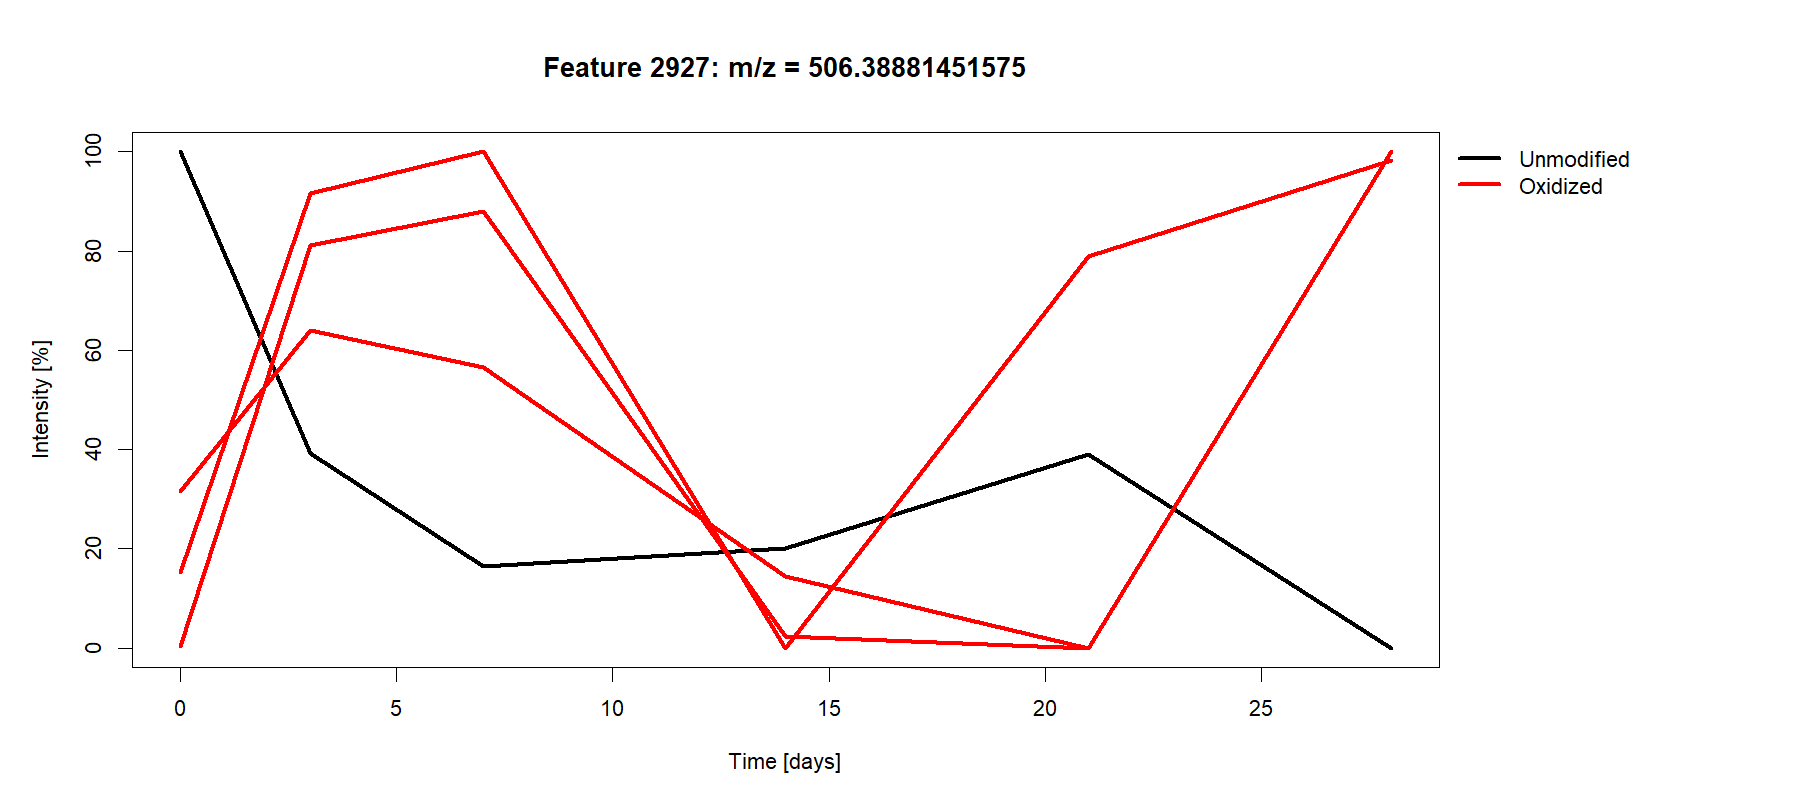 Feature 2927: m/z = 506.38881451575
Unmodified
Oxidized
100
80
60
40
20
0
Intensity [%]
0 5 10 15 20 25
Time [days]